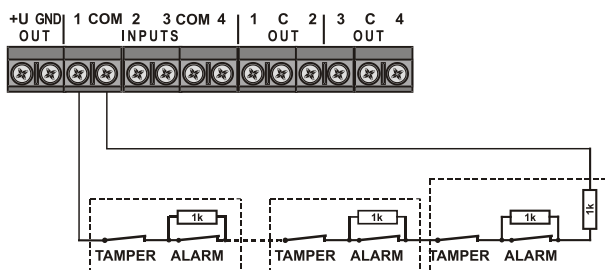 +U GND 1 COM 2 3 COM 4 1 C 2 3 C 4
OUT INPUTS OUT OUT
1k 1k 1k 1k
TAMPER ALARM TAMPER ALARM TAMPER ALARM